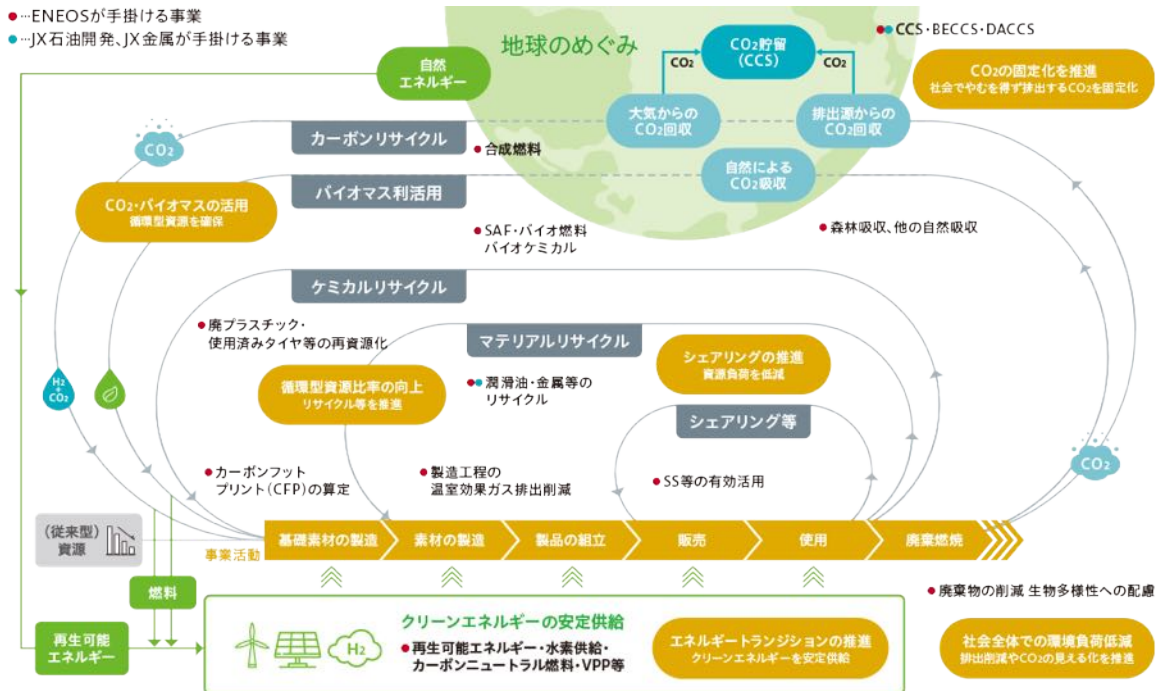 ●…ENEOSが手掛ける事業
●…JX石油開発、JX金属が手掛ける事業
地球のめぐみ
自然
エネルギー
CO₂貯留
(CCS)
CO₂
CO₂
●●CCS・BECCS・DACCS
CO₂の固定化を推進
社会でやむを得ず排出するCO₂を固定化
大気からの
CO₂回収
排出源からの
CO₂回収
CO₂
カーボンリサイクル
●合成燃料
自然による
CO₂吸収
バイオマス利活用
CO₂・バイオマスの活用
循環型資源を確保
●SAF・バイオ燃料
バイオケミカル
●森林吸収、他の自然吸収
ケミカルリサイクル
●廃プラスチック・
使用済みタイヤ等の再資源化
マテリアルリサイクル
シェアリングの推進
資源負荷を低減
H₂
+
CO₂
循環型資源比率の向上
リサイクル等を推進
●●潤滑油・金属等の
リサイクル
シェアリング等
CO₂
●カーボンフット
プリント(CFP)の算定
●製造工程の
温室効果ガス排出削減
●SS等の有効活用
(従来型)
資源
事業活動
基礎素材の製造
素材の製造
製品の組立
販売
使用
廃棄燃焼
燃料
●廃棄物の削減 生物多様性への配慮
再生可能
エネルギー
H₂
クリーンエネルギーの安定供給
●再生可能エネルギー・水素供給・
カーボンニュートラル燃料・VPP等
エネルギートランジションの推進
クリーンエネルギーを安定供給
社会全体での環境負荷低減
排出削減やCO₂の見える化を推進